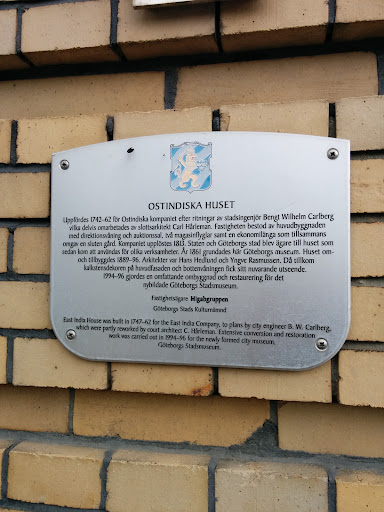 OSTINDISKA HUSET
Uppfördes 1742-62 för Ostindiska kompaniet efter ritningar av stadsingenjör Bengt Wilhelm Carlberg
vilka delvis omarbetades av slottsarkitekt Carl Hårleman. Fastigheten bestod av huvudbyggnaden
med direktionsvåning och auktionssal, två magasinflyglar samt en ekonomilänga som tillsammans
omgav en sluten gård. Kompaniet upplöstes 1813. Staten och Göteborgs stad blev ägare till huset som
sedan kom att användas för olika verksamheter. År 1861 grundades här Göteborgs museum. Huset om-
och tillbyggdes 1889-96. Arkitekter var Hans Hedlund och Yngve Rasmussen. Då tillkom
kalkstensdekoren på huvudfasaden och bottenvåningen fick sitt nuvarande utseende.
1994-96 gjordes en omfattande ombyggnad och restaurering för det
nybildade Göteborgs Stadsmuseum.
Fastighetsägare Higabgruppen
Göteborgs Stads Kulturnämnd
East India House was built in 1747-62 for the East India Company, to plans by city engineer B. W. Carlberg,
which were partly reworked by court architect C. Hårleman. Extensive conversion and restoration
work was carried out in 1994-96 for the newly formed city museum,
Göteborgs Stadsmuseum.